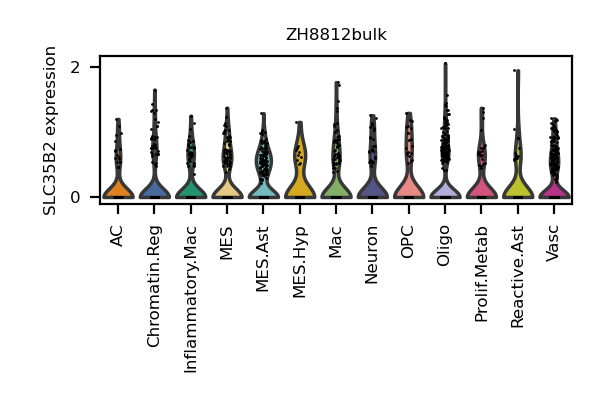 ZH8812bulk
SLC35B2 expression
2
0
AC
Chromatin.Reg
Inflammatory.Mac
MES
MES.Ast
MES.Hyp
Mac
Neuron
OPC
Oligo
Prolif.Metab
Reactive.Ast
Vasc